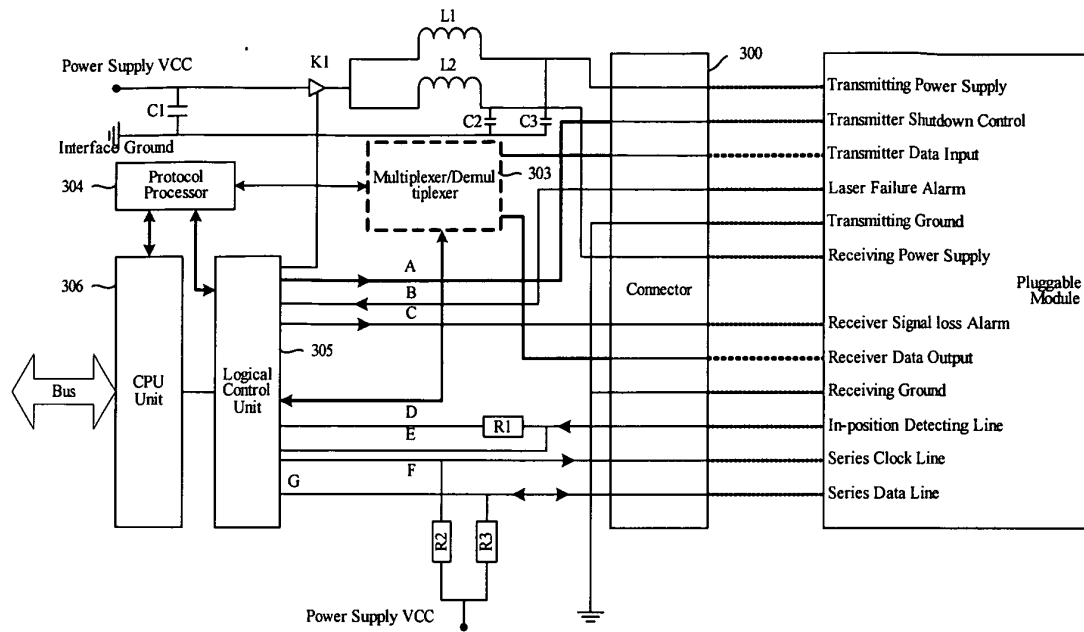 L1
L2
K1
300
Power Supply VCC
C1
C2
C3
Interface Ground
304
Protocol
Processor
Multiplexer/Demul
tiplexer
303
Transmitting Power Supply
Transmitter Shutdown Control
Transmitter Data Input
Laser Failure Alarm
Transmitting Ground
Receiving Power Supply
Pluggable
Module
Receiver Signal loss Alarm
Receiver Data Output
Receiving Ground
In-position Detecting Line
Series Clock Line
Series Data Line
Connector
306
CPU
Unit
Bus
305
Logical
Control
Unit
A
B
C
D
E
F
G
R1
R2
R3
Power Supply VCC